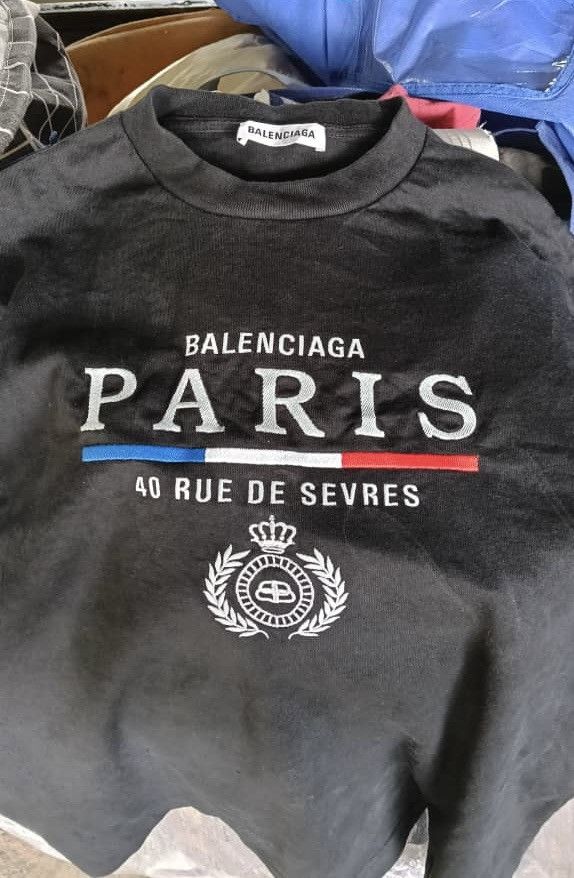 BALENCIAGA
BALENCIAGA
PARIS
40 RUE DE SEVRES